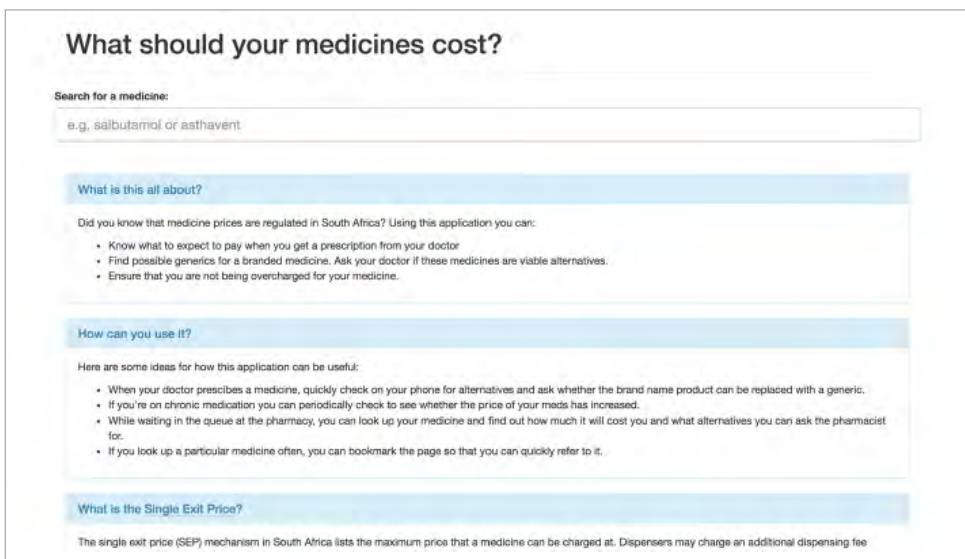 What should your medicines cost?
Search for a medicine:
e.g. salbutamol or asthavent
What is this all about?
Did you know that medicine prices are regulated in South Africa? Using this application you can:
• Know what to expect to pay when you get a prescription from your doctor
• Find possible generics for a branded medicine. Ask your doctor if these medicines are viable alternatives.
• Ensure that you are not being overcharged for your medicine.
How can you use it?
Here are some ideas for how this application can be useful:
• When your doctor prescibes a medicine, quickly check on your phone for alternatives and ask whether the brand name product can be replaced with a generic.
• If you're on chronic medication you can periodically check to see whether the price of your meds has increased.
• While waiting in the queue at the pharmacy, you can look up your medicine and find out how much it will cost you and what alternatives you can ask the pharmacist
for.
• If you look up a particular medicine often, you can bookmark the page so that you can quickly refer to it.
What is the Single Exit Price?
The single exit price (SEP) mechanism in South Africa lists the maximum price that a medicine can be charged at. Dispensers may charge an additional dispensing fee